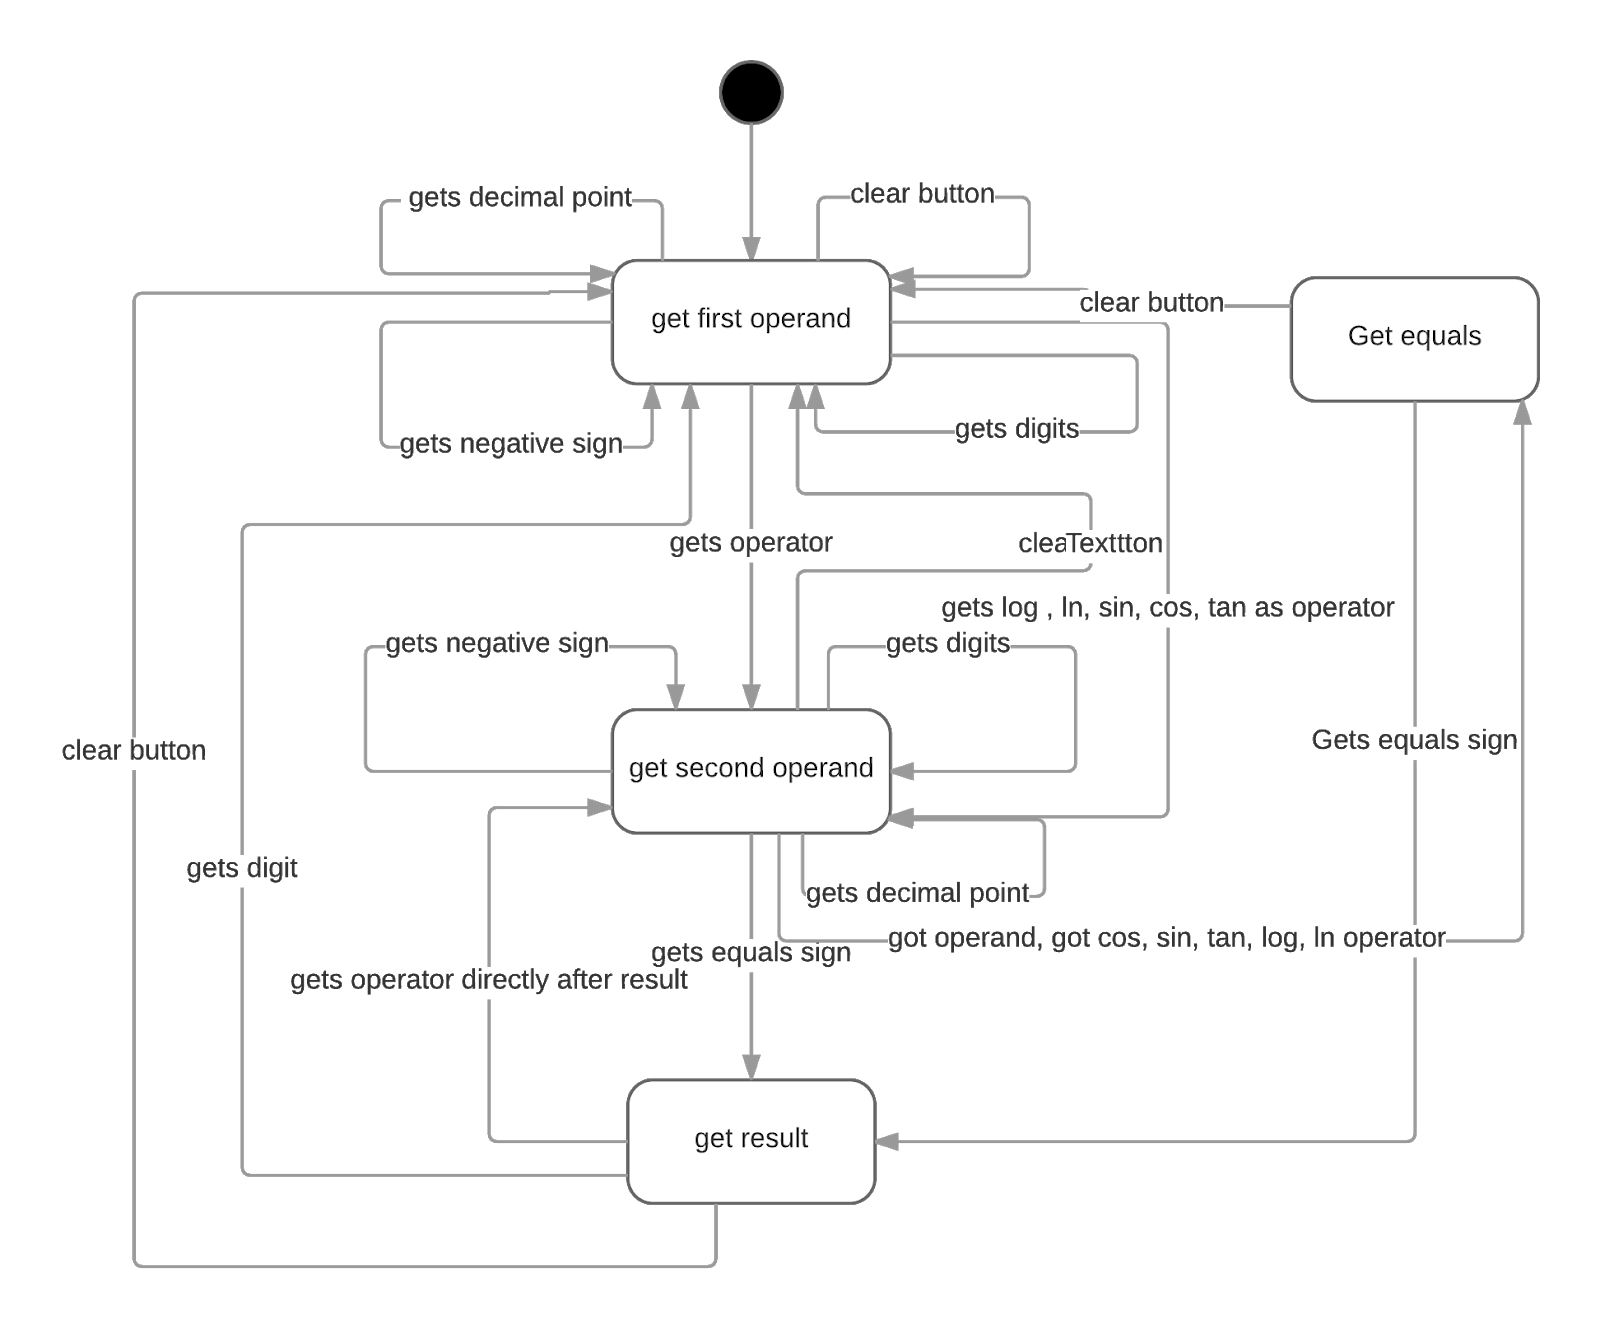 gets decimal point
clear button
get first operand
clear button
Get equals
gets digits
gets negative sign
gets operator
gets log , ln, sin, cos, tan as operator
gets negative sign
gets digits
clear button
get second operand
Gets equals sign
gets digit
gets decimal point
got operand, got cos, sin, tan, log, ln operator
gets equals sign
gets operator directly after result
get result